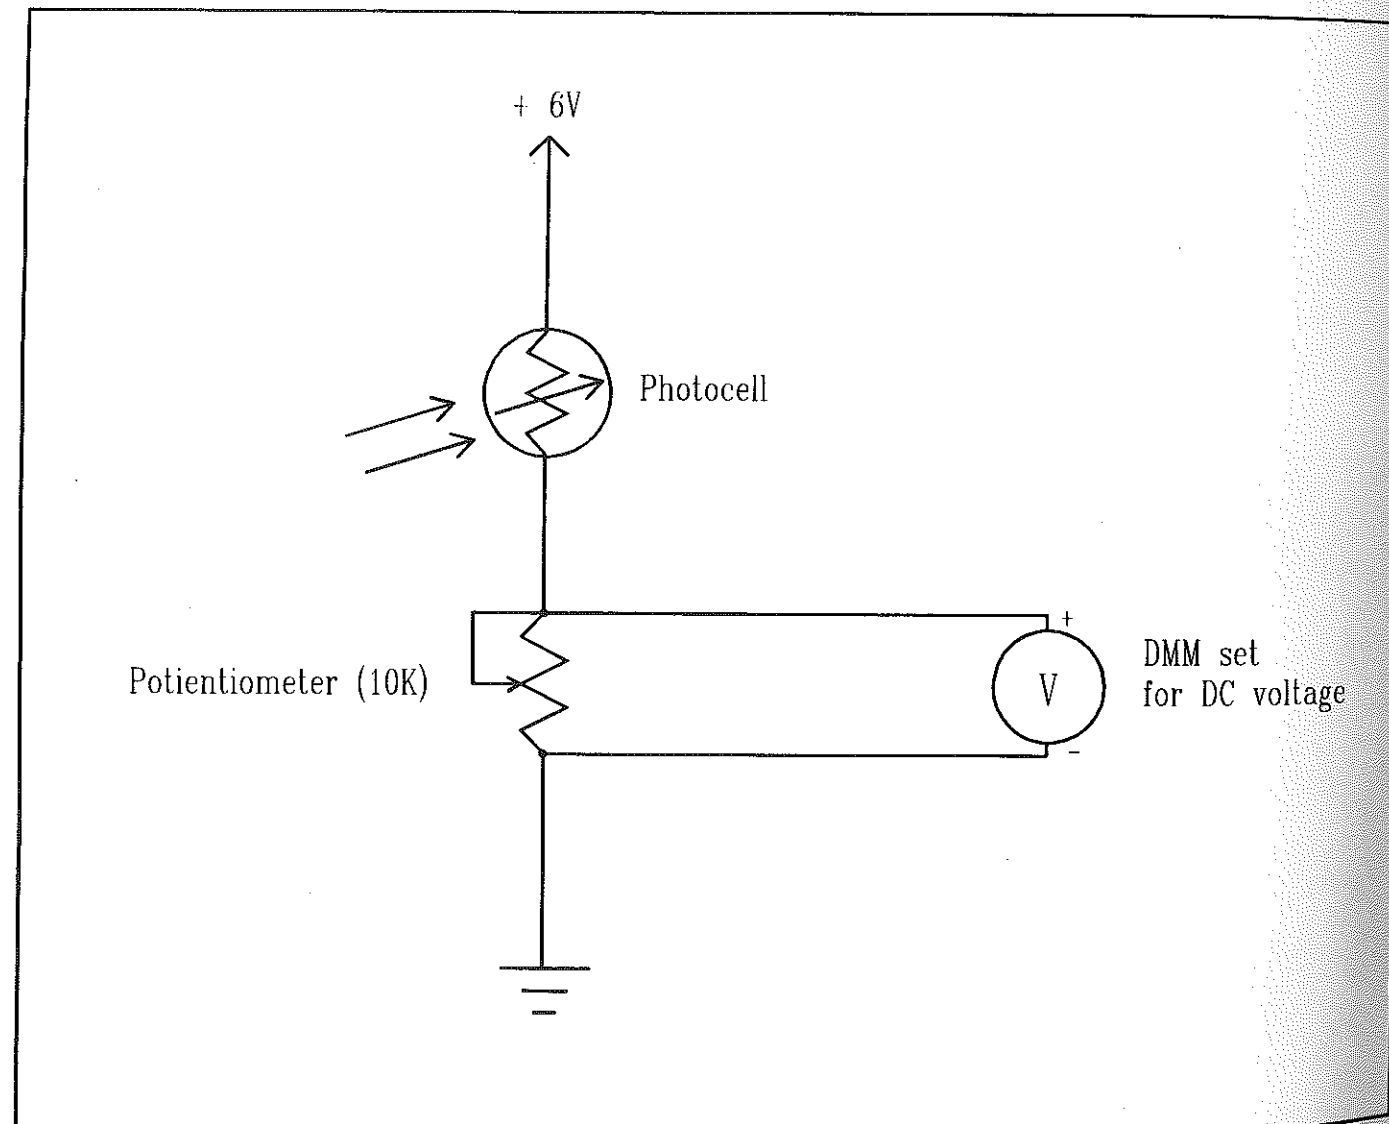 + 6V
Photocell
Potientiometer (10K)
+
V
-
DMM set
for DC voltage